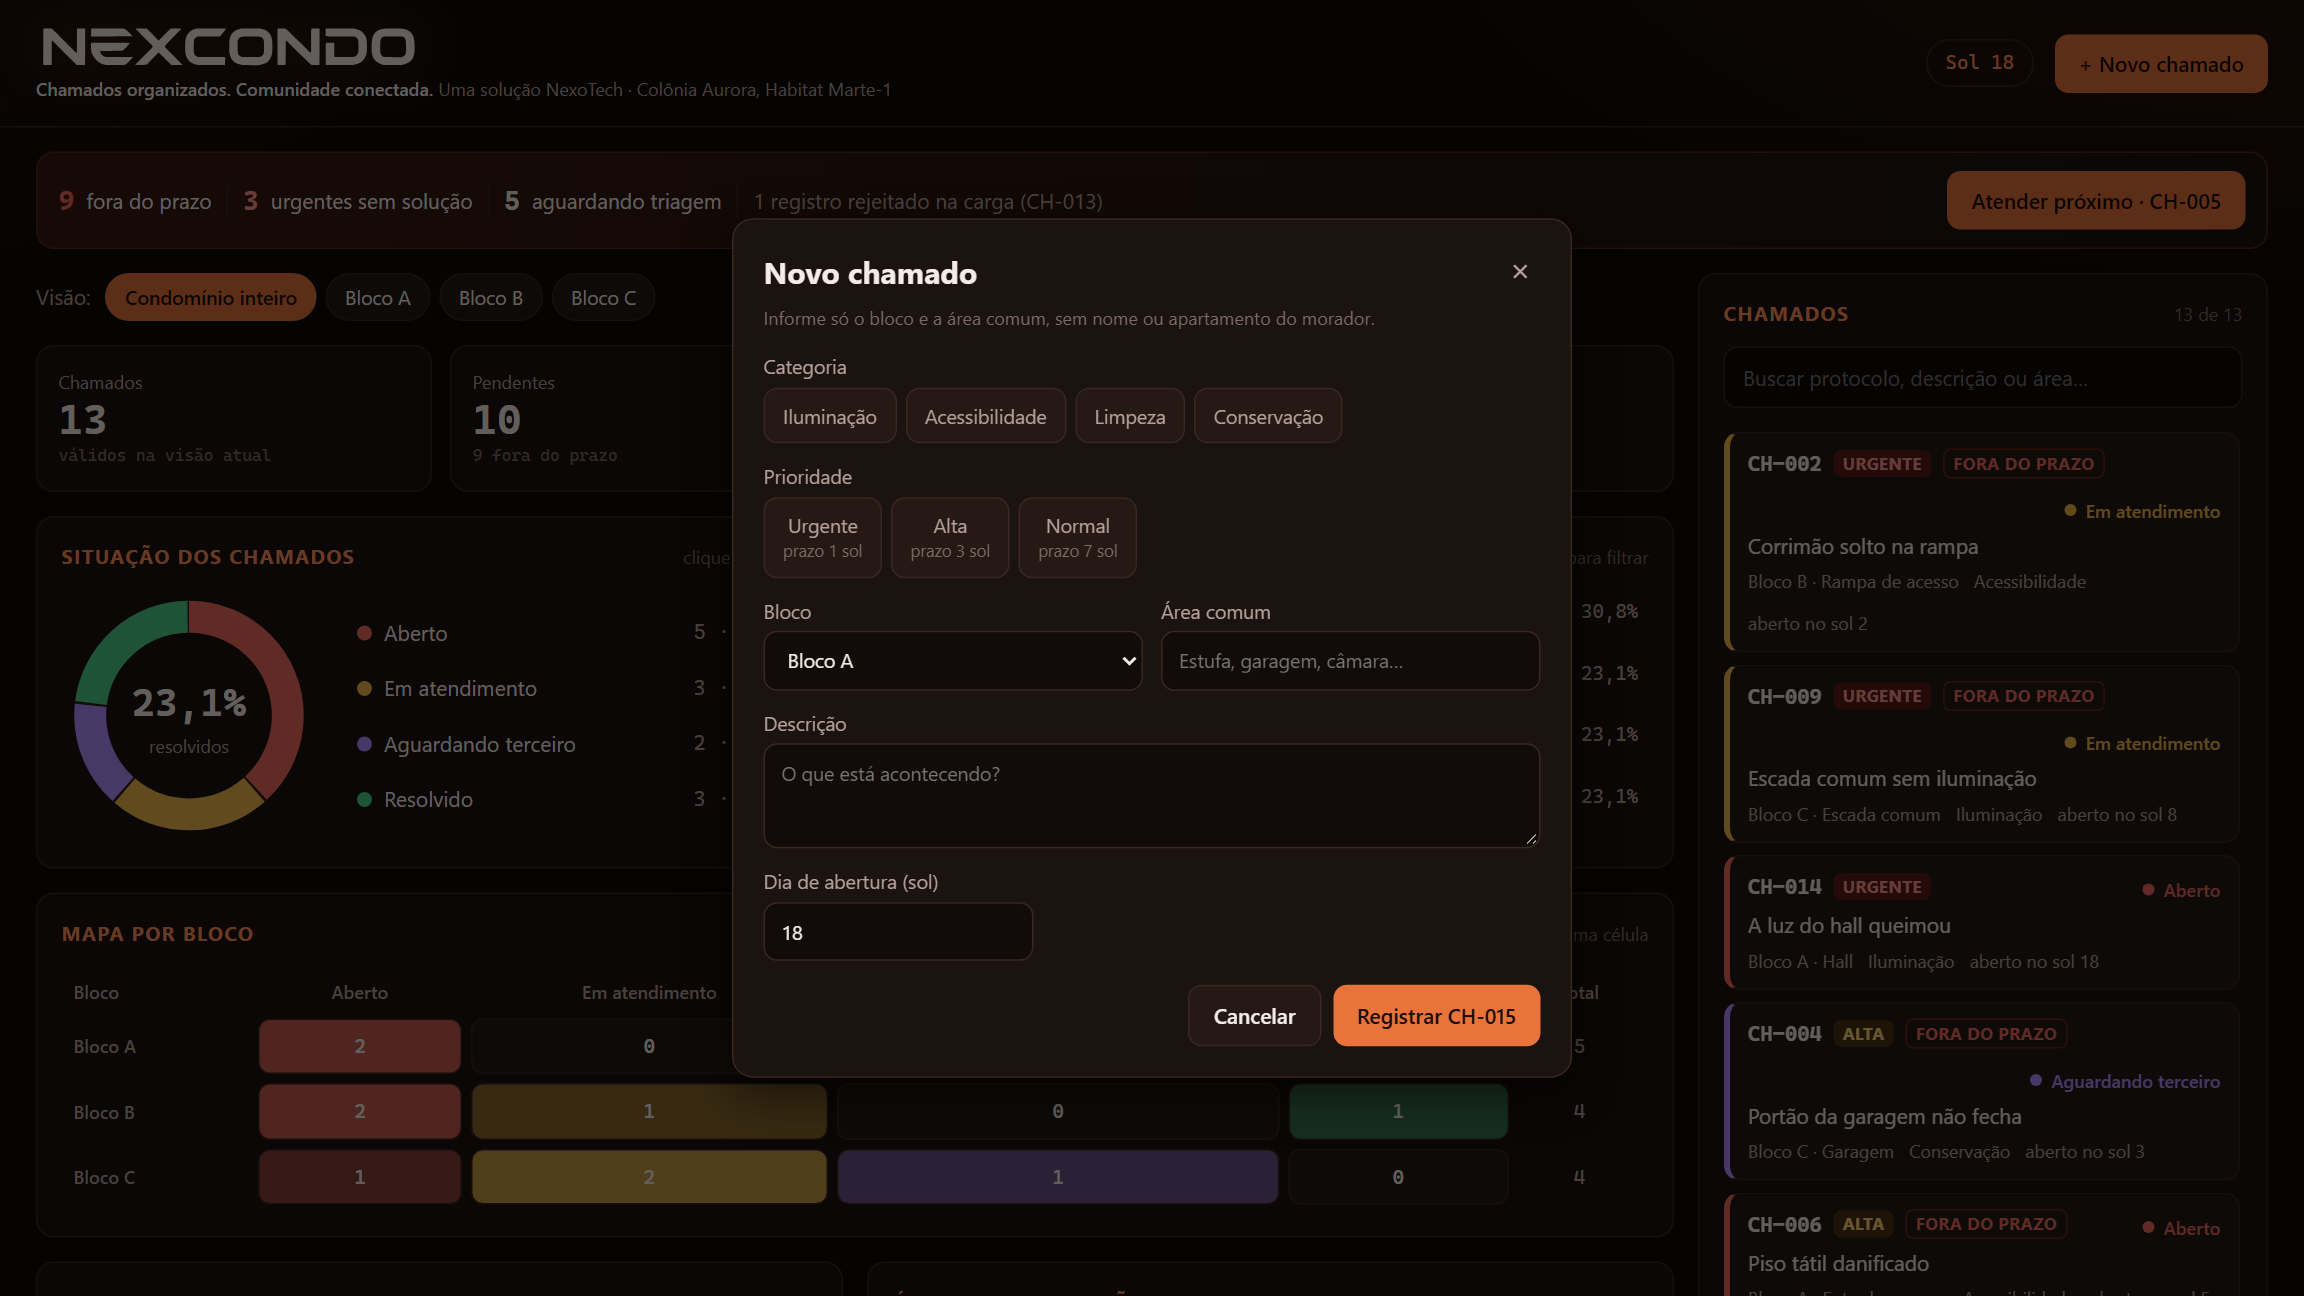 NEXCONDO
Chamados organizados. Comunidade conectada. Uma solução NexoTech · Colônia Aurora, Habitat Marte-1
Sol 18
+ Novo chamado
9 fora do prazo
3 urgentes sem solução
5 aguardando triagem
1 registro rejeitado na carga (CH-013)
Atender próximo · CH-005
Visão:
Condomínio inteiro
Bloco A
Bloco B
Bloco C
Chamados
13
válidos na visão atual
Pendentes
10
9 fora do prazo
SITUAÇÃO DOS CHAMADOS
clique
para filtrar
23,1%
resolvidos
Aberto
5 ·
Em atendimento
3 ·
Aguardando terceiro
2 ·
Resolvido
3 ·
30,8%
23,1%
23,1%
23,1%
MAPA POR BLOCO
ma célula
Bloco
Aberto
Em atendimento
otal
Bloco A
2
0
5
Bloco B
2
1
0
1
4
Bloco C
1
2
1
0
4
Novo chamado
×
Informe só o bloco e a área comum, sem nome ou apartamento do morador.
Categoria
Iluminação
Acessibilidade
Limpeza
Conservação
Prioridade
Urgente
prazo 1 sol
Alta
prazo 3 sol
Normal
prazo 7 sol
Bloco
Bloco A
Área comum
Estufa, garagem, câmara...
Descrição
O que está acontecendo?
Dia de abertura (sol)
18
Cancelar
Registrar CH-015
CHAMADOS
13 de 13
Buscar protocolo, descrição ou área...
CH-002 URGENTE FORA DO PRAZO
Em atendimento
Corrimão solto na rampa
Bloco B · Rampa de acesso Acessibilidade
aberto no sol 2
CH-009 URGENTE FORA DO PRAZO
Em atendimento
Escada comum sem iluminação
Bloco C · Escada comum Iluminação aberto no sol 8
CH-014 URGENTE
Aberto
A luz do hall queimou
Bloco A · Hall Iluminação aberto no sol 18
CH-004 ALTA FORA DO PRAZO
Aguardando terceiro
Portão da garagem não fecha
Bloco C · Garagem Conservação aberto no sol 3
CH-006 ALTA FORA DO PRAZO
Aberto
Piso tátil danificado